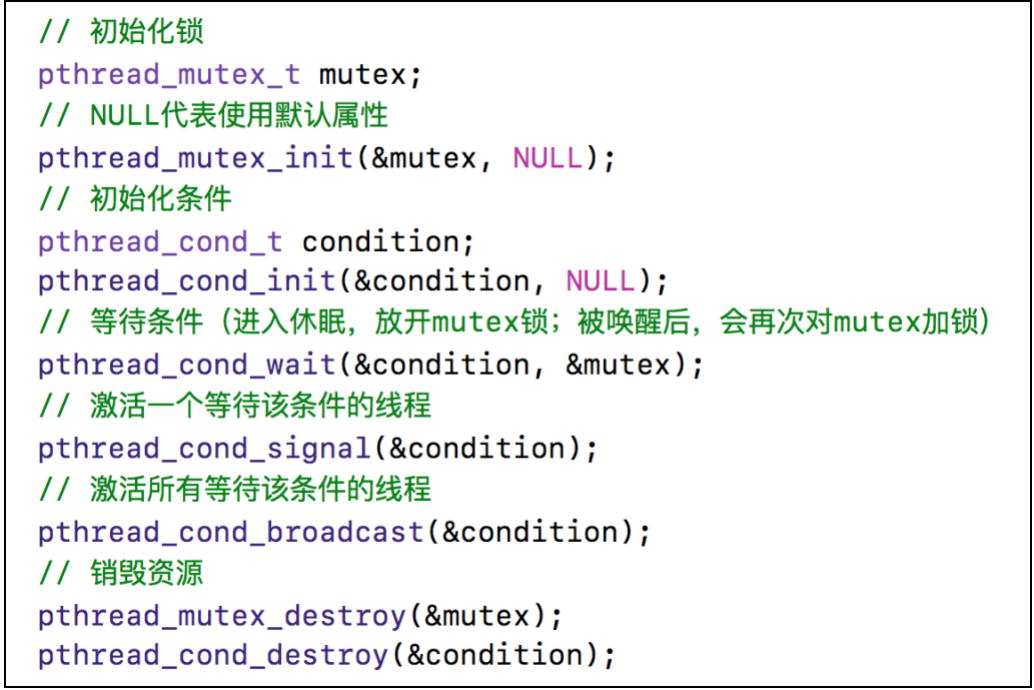 // 初始化锁
pthread_mutex_t mutex;
// NULL代表使用默认属性
pthread_mutex_init(&mutex, NULL);
// 初始化条件
pthread_cond_t condition;
pthread_cond_init(&condition, NULL);
// 等待条件（进入休眠，放开mutex锁；被唤醒后，会再次对mutex加锁）
pthread_cond_wait(&condition, &mutex);
// 激活一个等待该条件的线程
pthread_cond_signal(&condition);
// 激活所有等待该条件的线程
pthread_cond_broadcast(&condition);
// 销毁资源
pthread_mutex_destroy(&mutex);
pthread_cond_destroy(&condition);